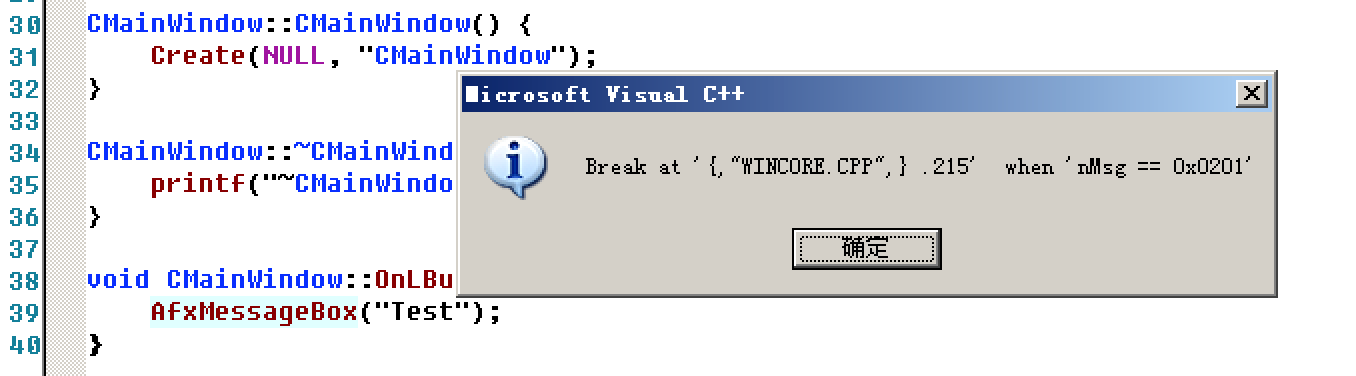 30 CMainWindow::CMainWindow() {
31 Create(NULL, "CMainWindow");
32 }
33
34 CMainWindow::~CMainWind
35 printf("~CMainWindo
36 }
37
38 void CMainWindow::OnLBu
39 AfxMessageBox("Test");
40 }
Microsoft Visual C++
Break at '{,"WINCORE.CPP",} .215' when 'nMsg == 0x0201'
确定